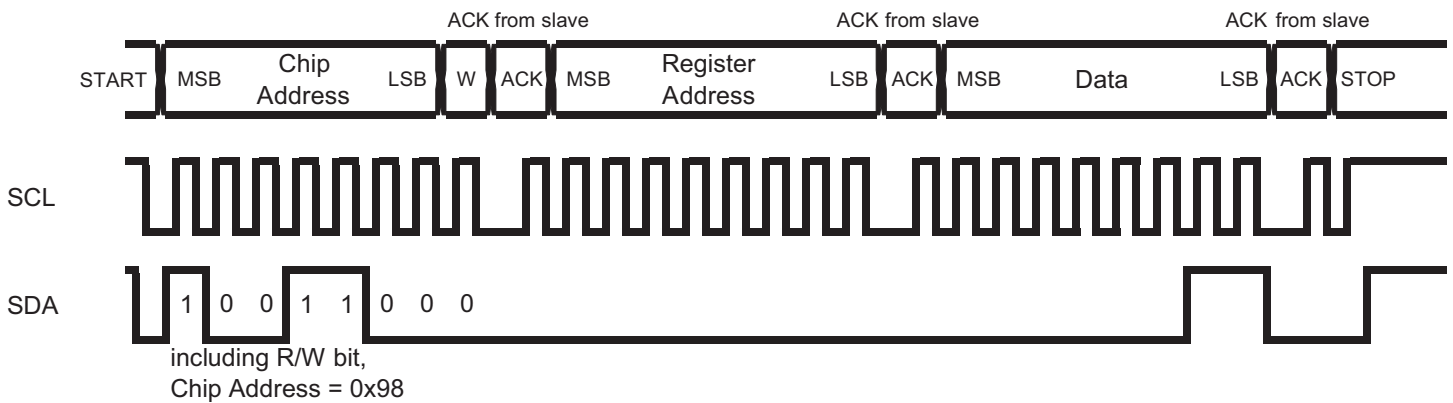 ACK from slave ACK from slave ACK from slave
START MSB Chip Address LSB W ACK MSB Register Address LSB ACK MSB Data LSB ACK STOP
SCL
SDA 1 0 0 1 1 0 0 0
including R/W bit,
Chip Address = 0x98